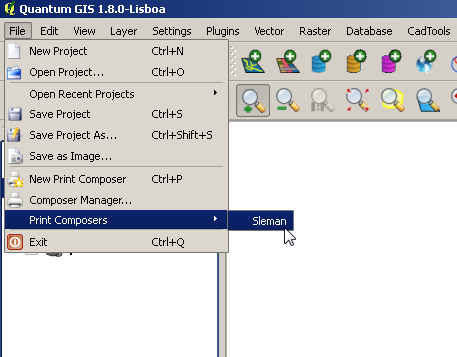 Quantum GIS 1.8.0-Lisboa
File Edit View Layer Settings Plugins Vector Raster Database CadTools
New Project Ctrl+N
Open Project... Ctrl+O
Open Recent Projects
Save Project Ctrl+S
Save Project As... Ctrl+Shift+S
Save as Image...
New Print Composer Ctrl+P
Composer Manager...
Print Composers Sleman
Exit Ctrl+Q